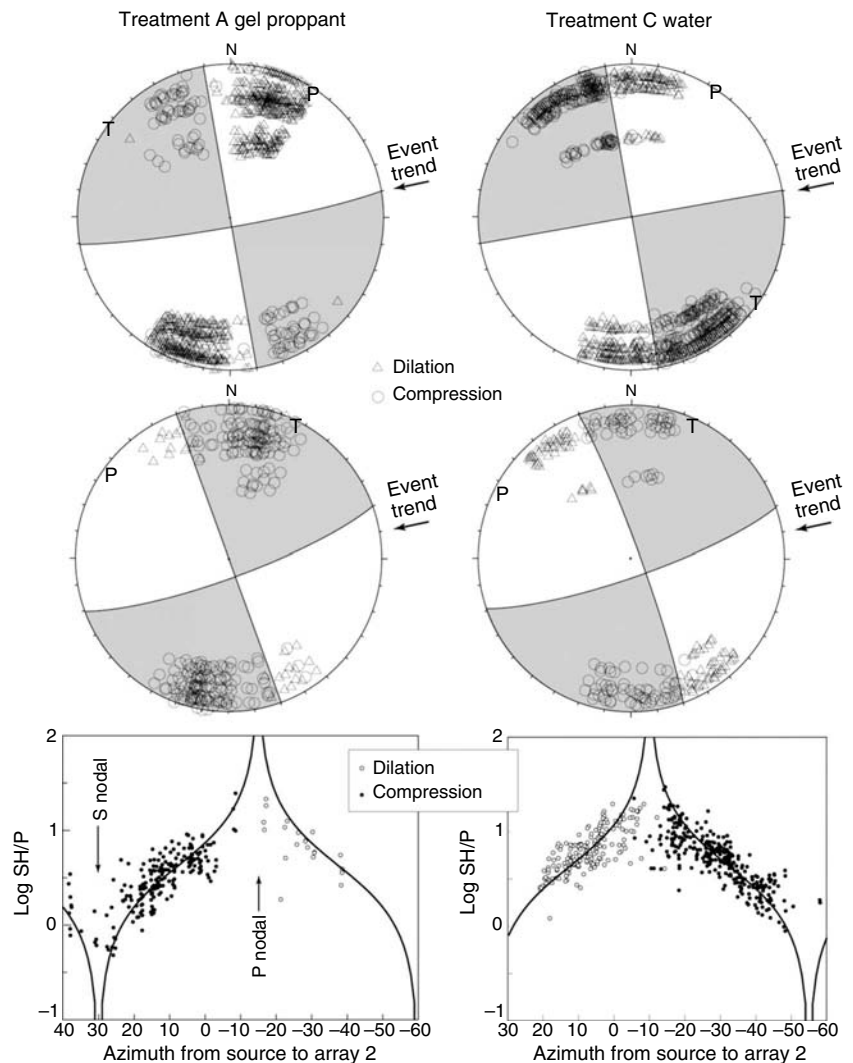 Treatment A gel proppant
Treatment C water
N
P
T
Event
trend
N
P
T
Event
trend
Dilation
Compression
N
T
P
Event
trend
N
T
P
Event
trend
2
1
0
−1
Log SH/P
S nodal
P nodal
40 30 20 10 0 −10 −20 −30 −40 −50 −60
Azimuth from source to array 2
Dilation
Compression
2
1
0
−1
Log SH/P
30 20 10 0 −10 −20 −30 −40 −50 −60
Azimuth from source to array 2